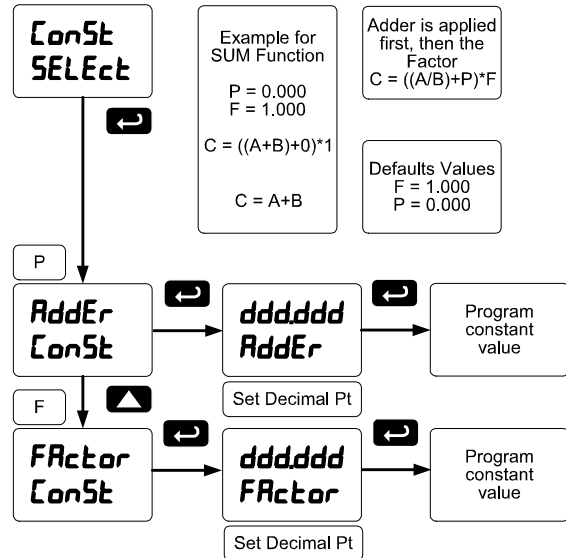 ConSt
SELEct
Example for
SUM Function
P = 0.000
F = 1.000
C = ((A+B)+0)*1
C = A+B
Adder is applied
first, then the
Factor
C = ((A/B)+P)*F
Defaults Values
F = 1.000
P = 0.000
P
AddEr
ConSt
ddd.ddd
AddEr
Set Decimal Pt
Program
constant
value
F
FActor
ConSt
ddd.ddd
FActor
Set Decimal Pt
Program
constant
value